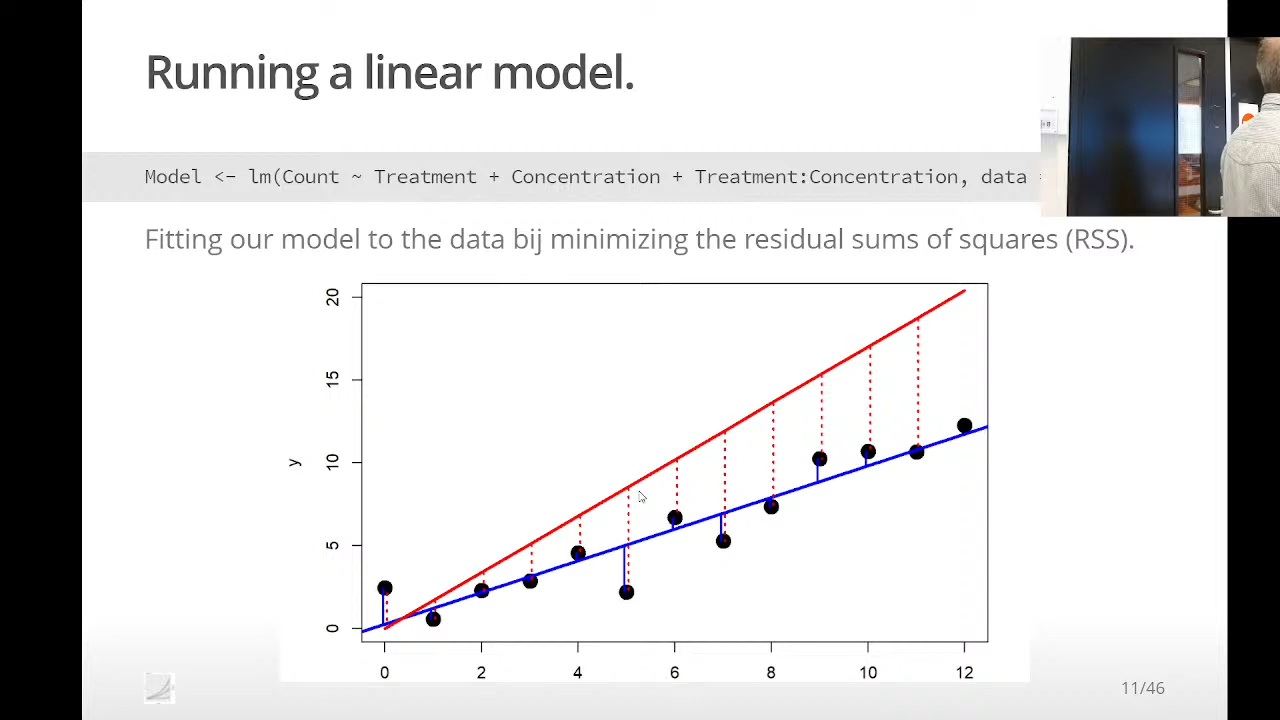 Running a linear model.
Model <- lm(Count ~ Treatment + Concentration + Treatment:Concentration, data =
Fitting our model to the data bij minimizing the residual sums of squares (RSS).
20
15
10
5
0
y
0 2 4 6 8 10 12
11/46